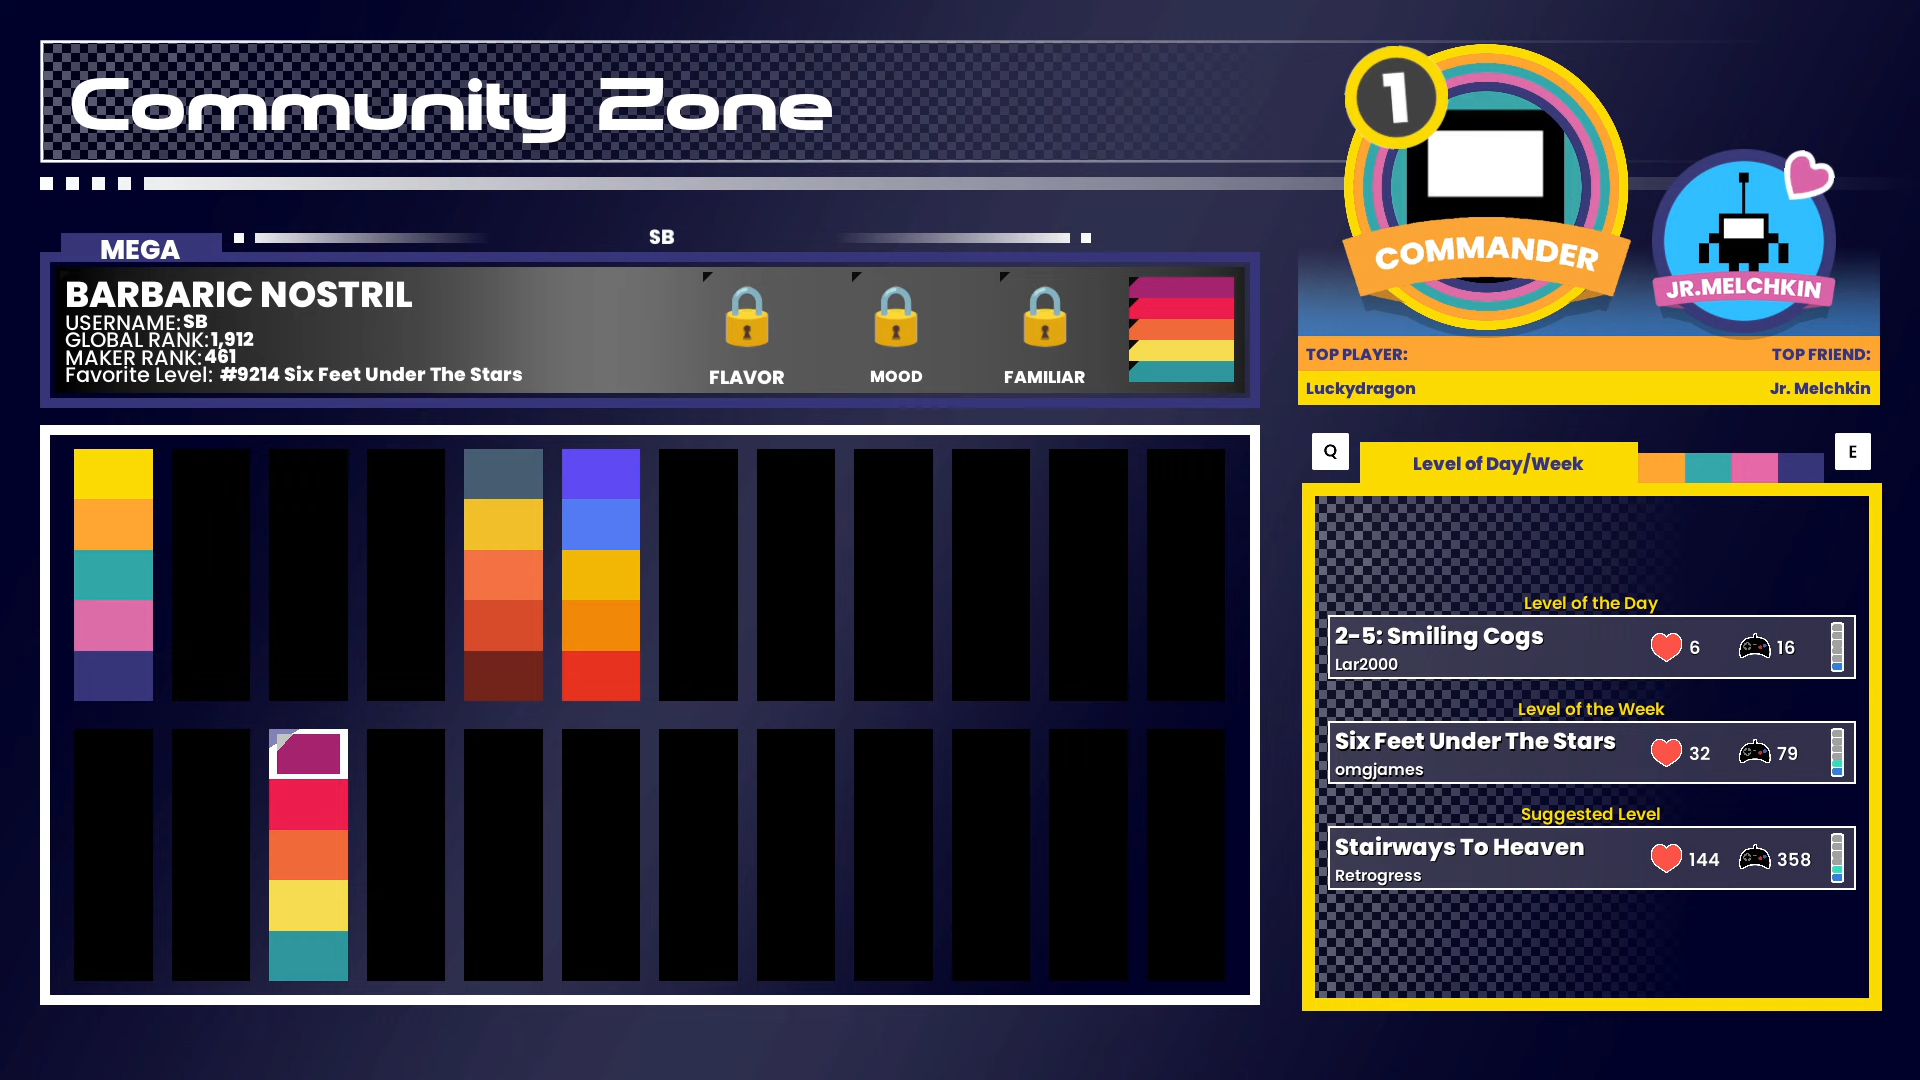 Community Zone
1
COMMANDER
JR.MELCHKIN
TOP PLAYER: TOP FRIEND:
Luckydragon Jr. Melchkin
SB
MEGA
BARBARIC NOSTRIL
USERNAME: SB
GLOBAL RANK: 1,912
MAKER RANK: 461
Favorite Level: #9214 Six Feet Under The Stars
FLAVOR MOOD FAMILIAR
Q Level of Day/Week E
Level of the Day
2-5: Smiling Cogs 6 16
Lar2000
Level of the Week
Six Feet Under The Stars 32 79
omgjames
Suggested Level
Stairways To Heaven 144 358
Retrogress